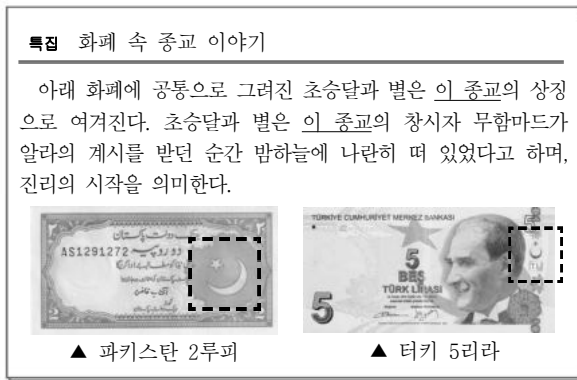 특집 화폐 속 종교 이야기
아래 화폐에 공통으로 그려진 초승달과 별은 이 종교의 상징
으로 여겨진다. 초승달과 별은 이 종교의 창시자 무함마드가
알라의 계시를 받던 순간 밤하늘에 나란히 떠 있었다고 하며,
진리의 시작을 의미한다.
AS1291272
TÜRKİYE CUMHURİYET MERKEZ BANKASI
5
BEŞ
TÜRK LİRASI
5
▲ 파키스탄 2루피
▲ 터키 5리라